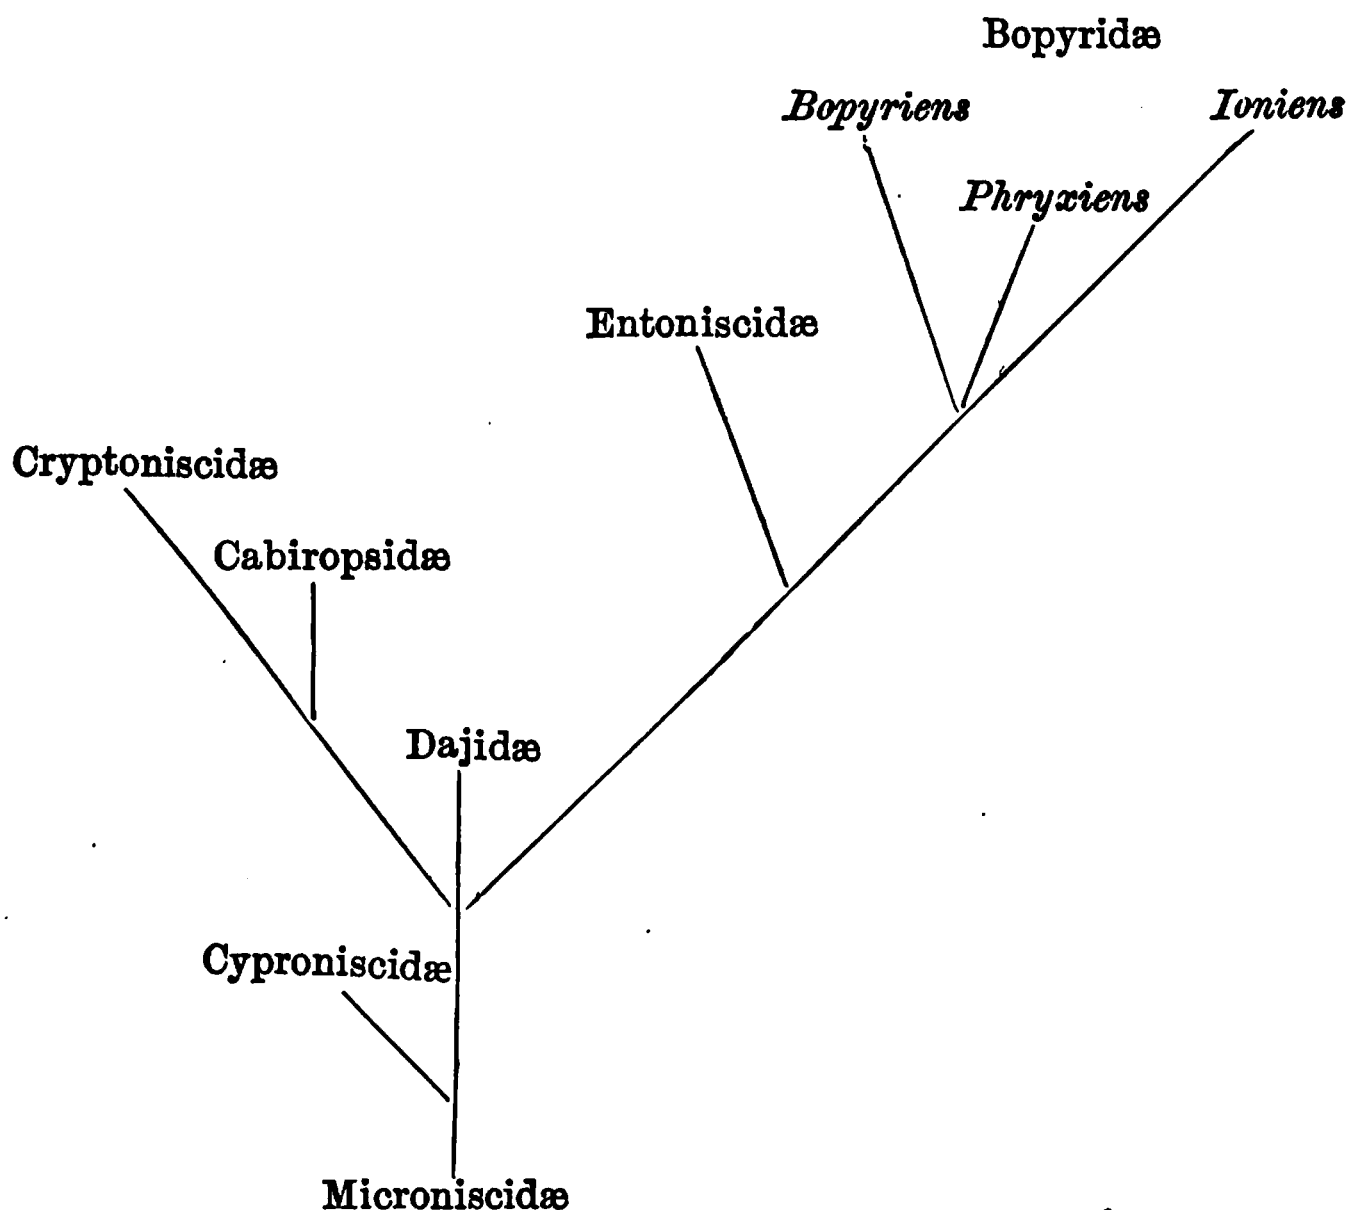 Bopyridæ
Bopyriens
Ioniens
Phryxiens
Entoniscidæ
Cryptoniscidæ
Cabiropsidæ
Dajidæ
Cyproniscidæ
Microniscidæ